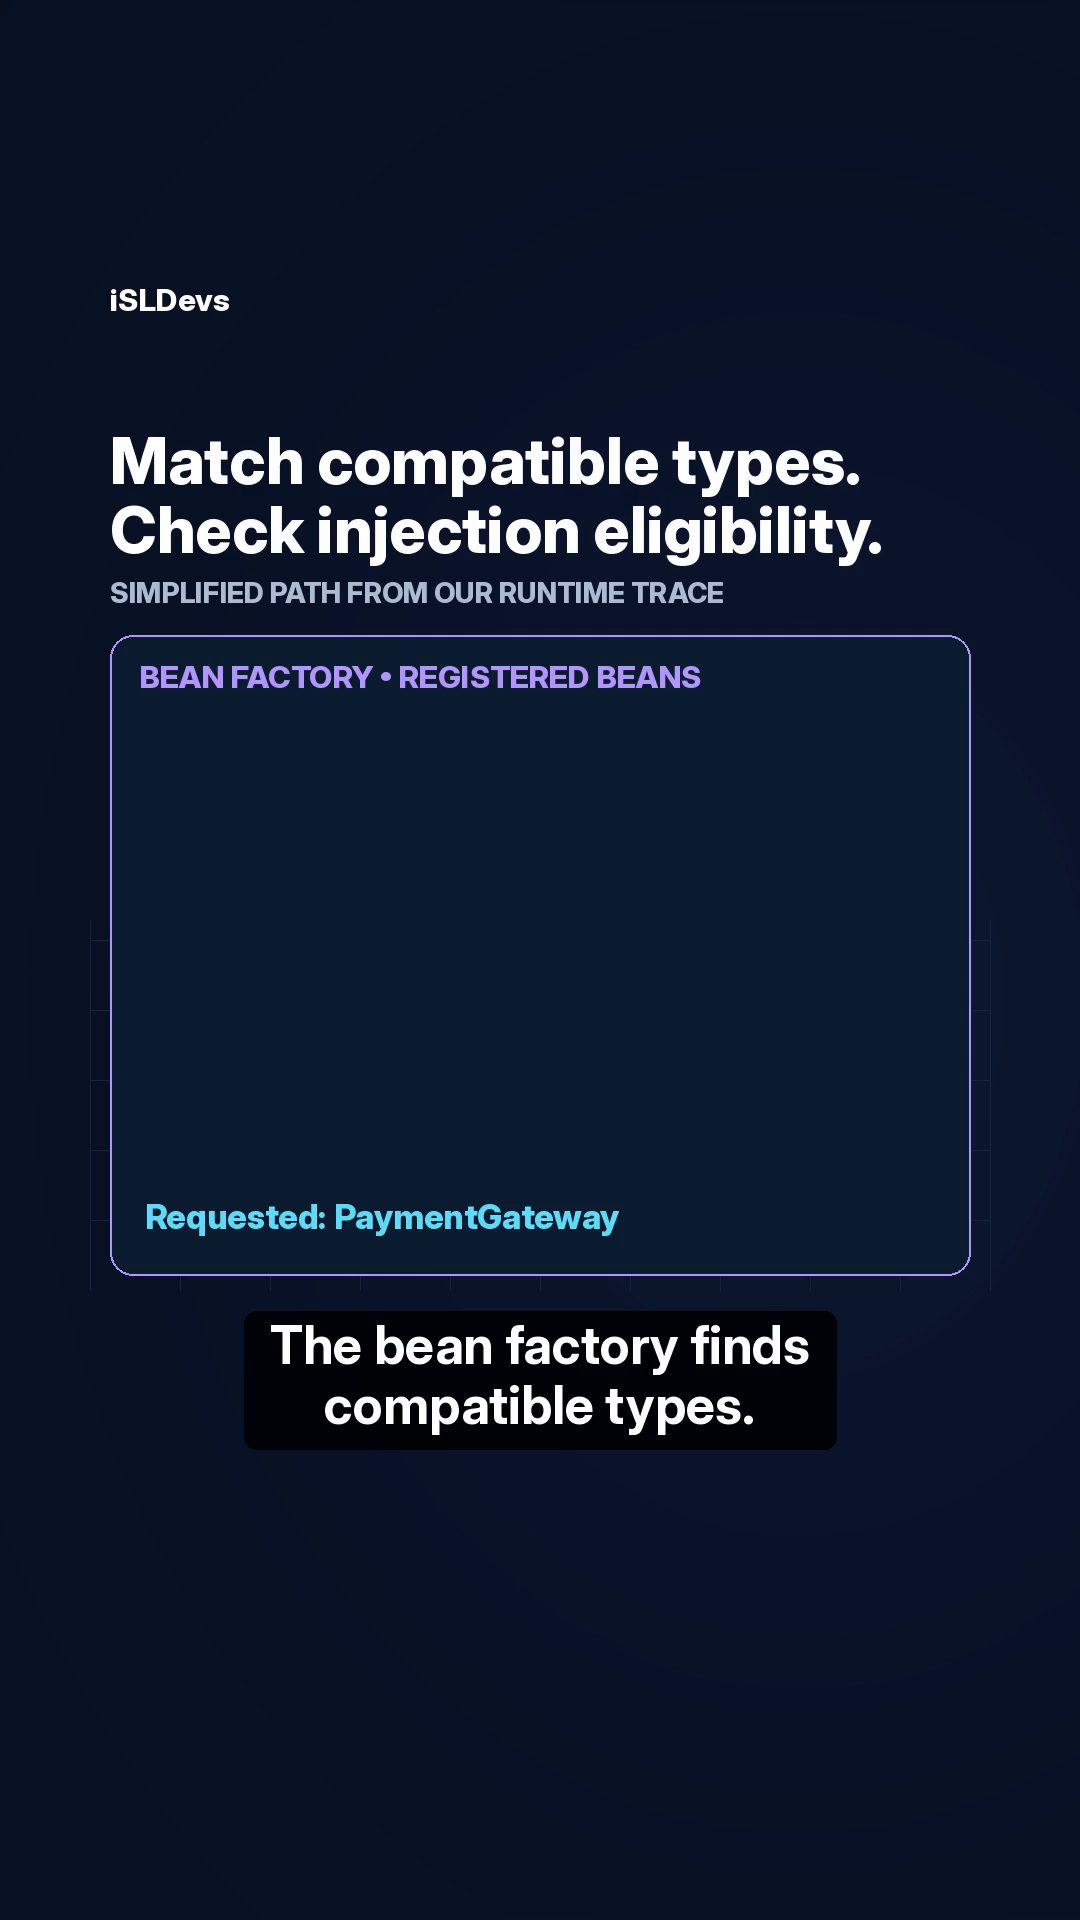 iSLDevs
Match compatible types.
Check injection eligibility.
SIMPLIFIED PATH FROM OUR RUNTIME TRACE
BEAN FACTORY • REGISTERED BEANS
Requested: PaymentGateway
The bean factory finds
compatible types.